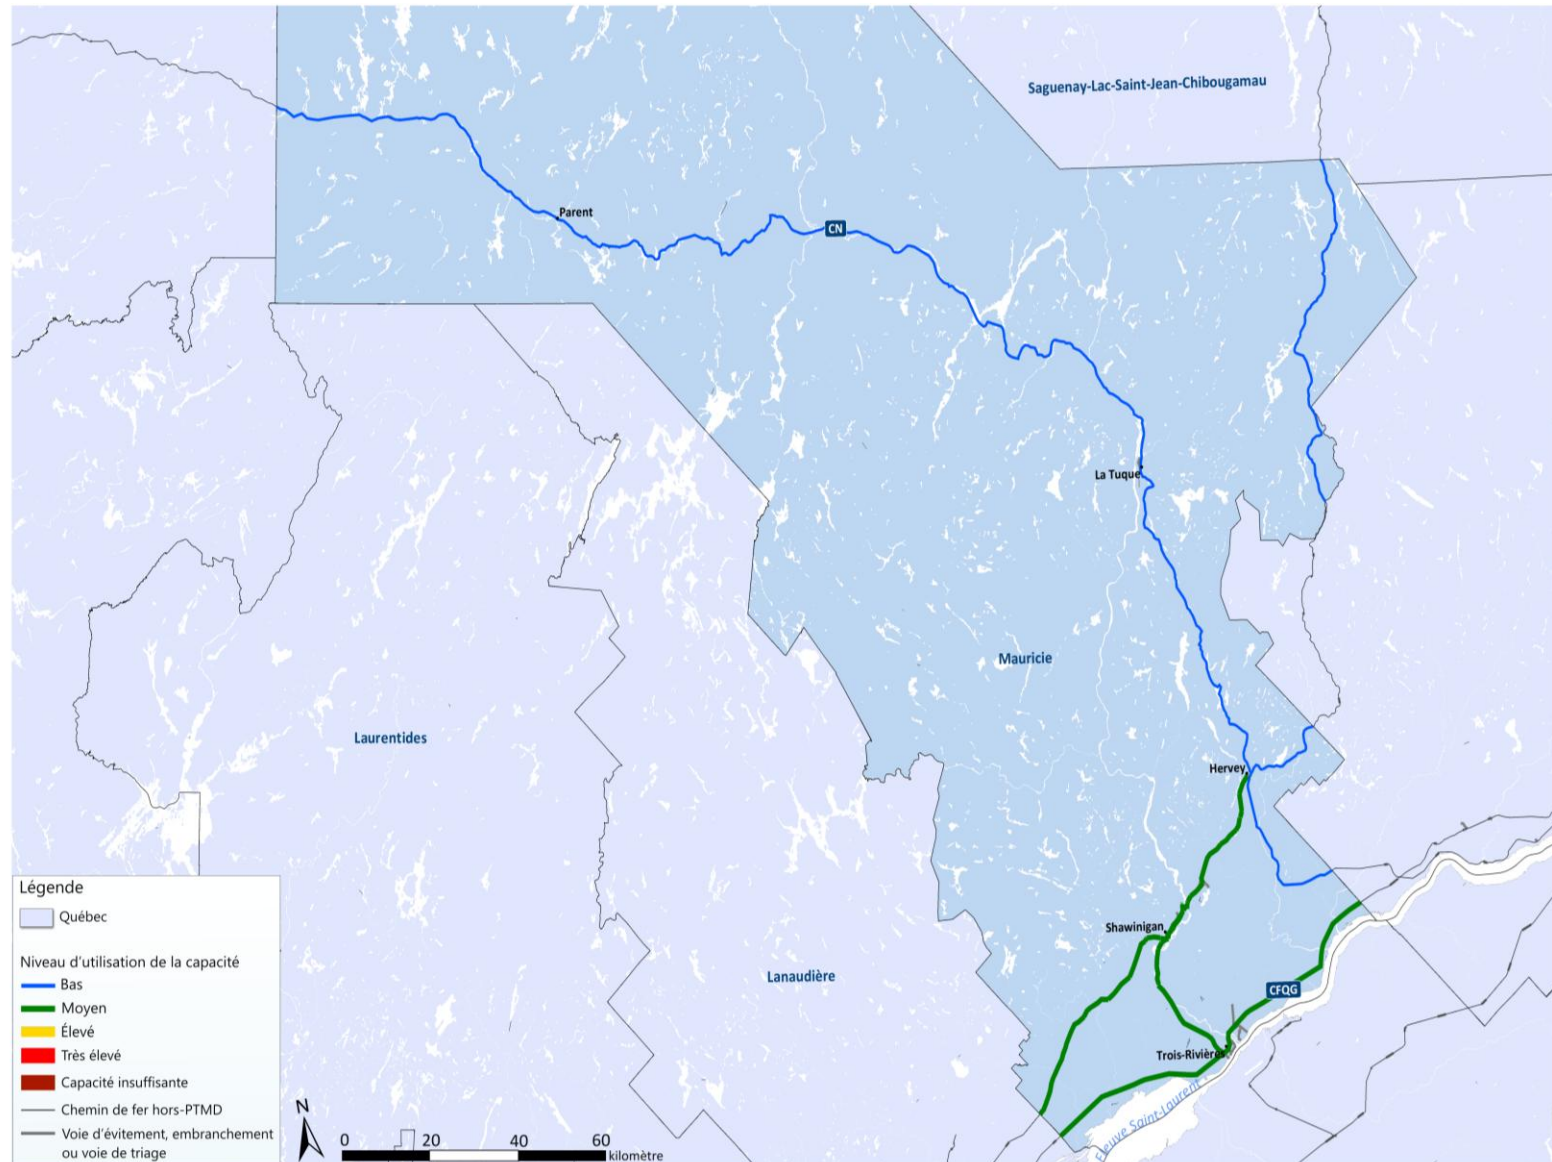 Saguenay-Lac-Saint-Jean-Chibougamau
Parent
CN
La Tuque
Mauricie
Laurentides
Hervey
Shawinigan
Lanaudière
CFQG
Trois-Rivières
Fleuve Saint-Laurent
Légende
Québec
Niveau d'utilisation de la capacité
Bas
Moyen
Élevé
Très élevé
Capacité insuffisante
Chemin de fer hors-PTMD
Voie d'évitement, embranchement
ou voie de triage
N
0 20 40 60
kilomètre